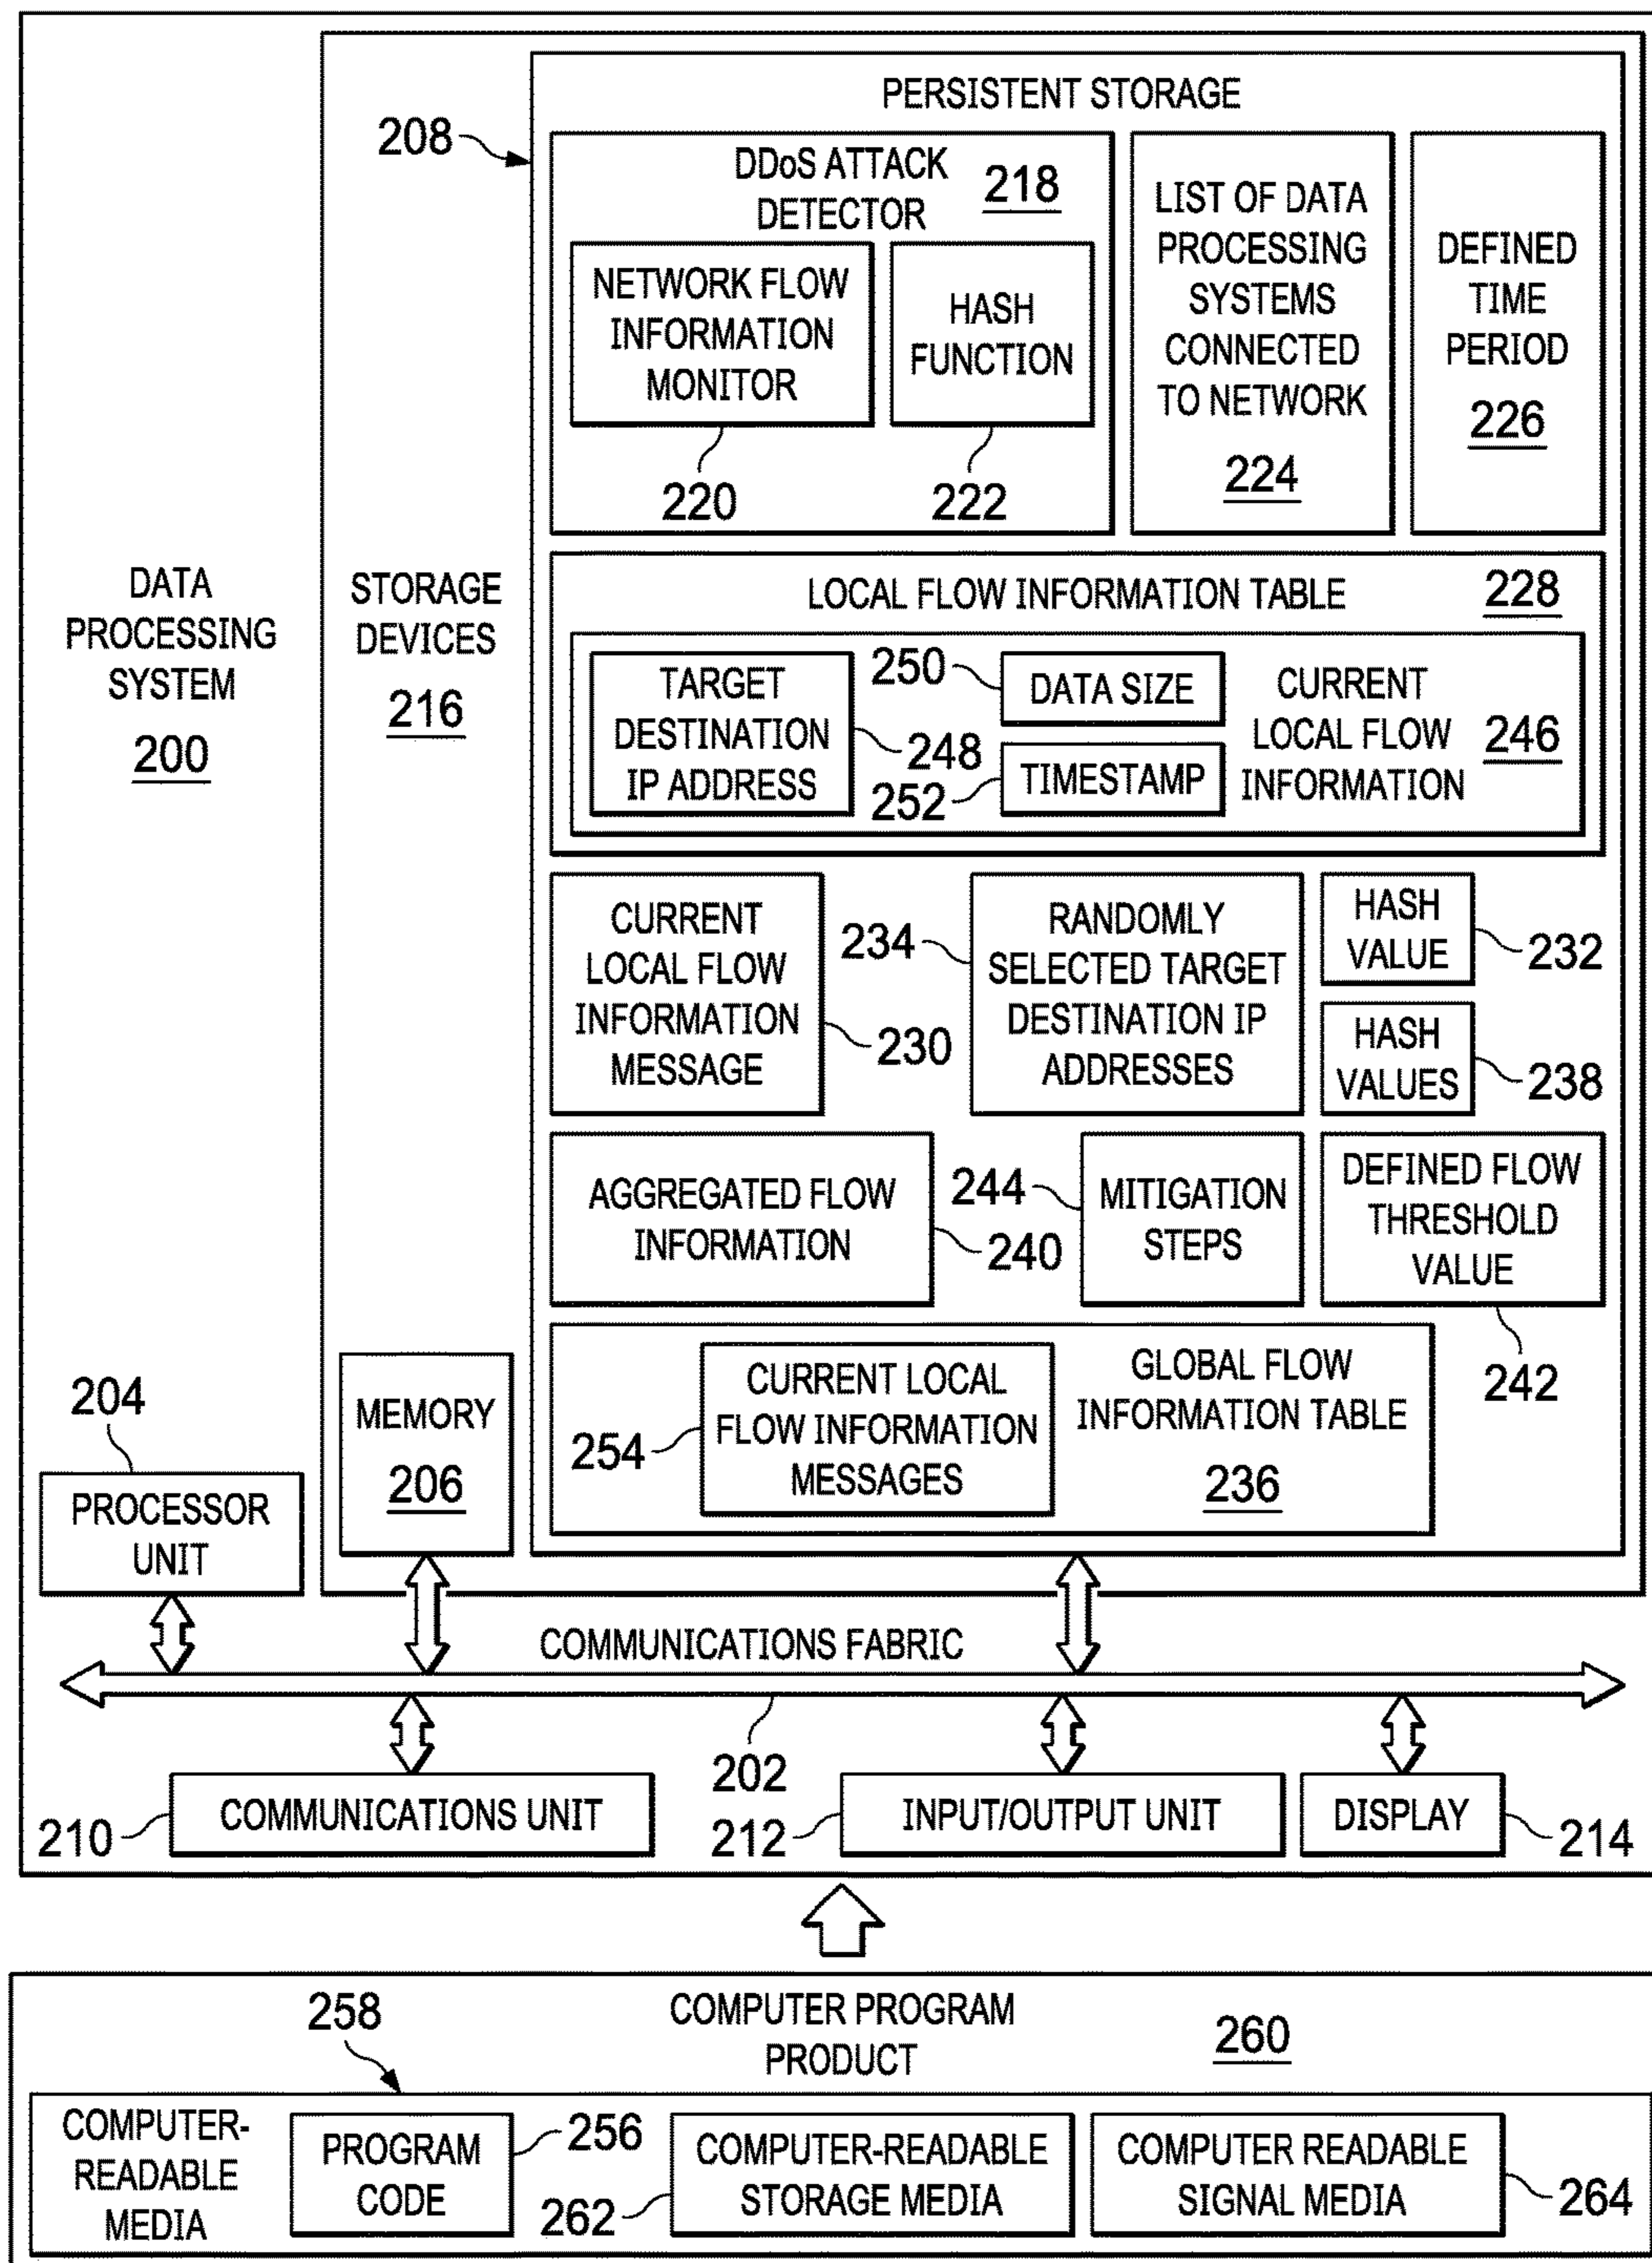 PERSISTENT STORAGE
208
DDoS ATTACK
DETECTOR
218
NETWORK FLOW
INFORMATION
MONITOR
220
HASH
FUNCTION
222
LIST OF DATA
PROCESSING
SYSTEMS
CONNECTED
TO NETWORK
224
DEFINED
TIME
PERIOD
226
DATA
PROCESSING
SYSTEM
200
STORAGE
DEVICES
216
LOCAL FLOW INFORMATION TABLE
228
TARGET
DESTINATION
IP ADDRESS
248
250
DATA SIZE
252
TIMESTAMP
CURRENT
LOCAL FLOW
INFORMATION
246
CURRENT
LOCAL FLOW
INFORMATION
MESSAGE
230
234
RANDOMLY
SELECTED TARGET
DESTINATION IP
ADDRESSES
HASH
VALUE
232
HASH
VALUES
238
AGGREGATED FLOW
INFORMATION
240
244
MITIGATION
STEPS
DEFINED FLOW
THRESHOLD
VALUE
242
254
CURRENT LOCAL
FLOW INFORMATION
MESSAGES
GLOBAL FLOW
INFORMATION TABLE
236
MEMORY
206
204
PROCESSOR
UNIT
COMMUNICATIONS FABRIC
202
210
COMMUNICATIONS UNIT
212
INPUT/OUTPUT UNIT
DISPLAY
214
258
COMPUTER PROGRAM
PRODUCT
260
COMPUTER-
READABLE
MEDIA
PROGRAM
CODE
256
262
COMPUTER-READABLE
STORAGE MEDIA
COMPUTER READABLE
SIGNAL MEDIA
264